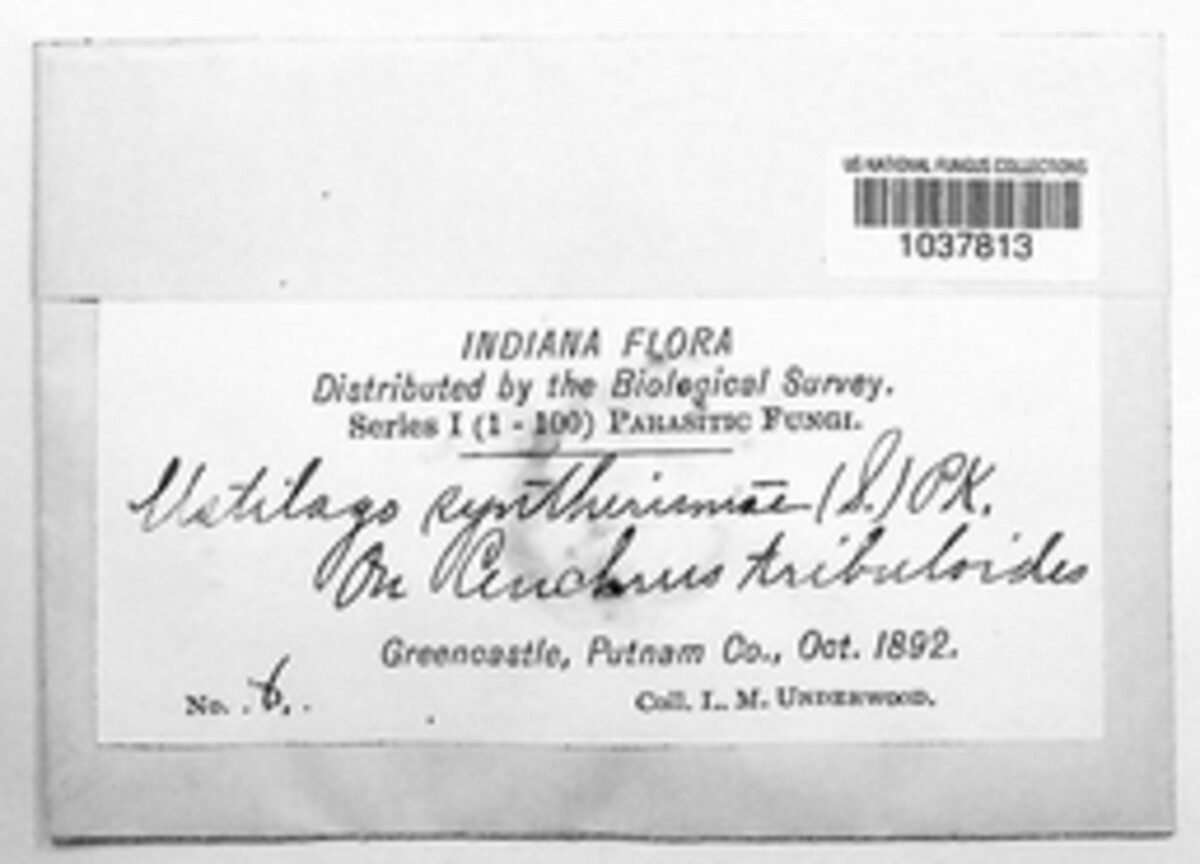 US NATIONAL FUNGUS COLLECTIONS
1037813
INDIANA FLORA
Distributed by the Biological Survey.
Series I (1 - 100) PARASITIC FUNGI.
Ustilago syntherismae (S.) PK.
On Cenchrus tribuloides
Greencastle, Putnam Co., Oct. 1892.
No. 6.
Coll. L. M. UNDERWOOD.